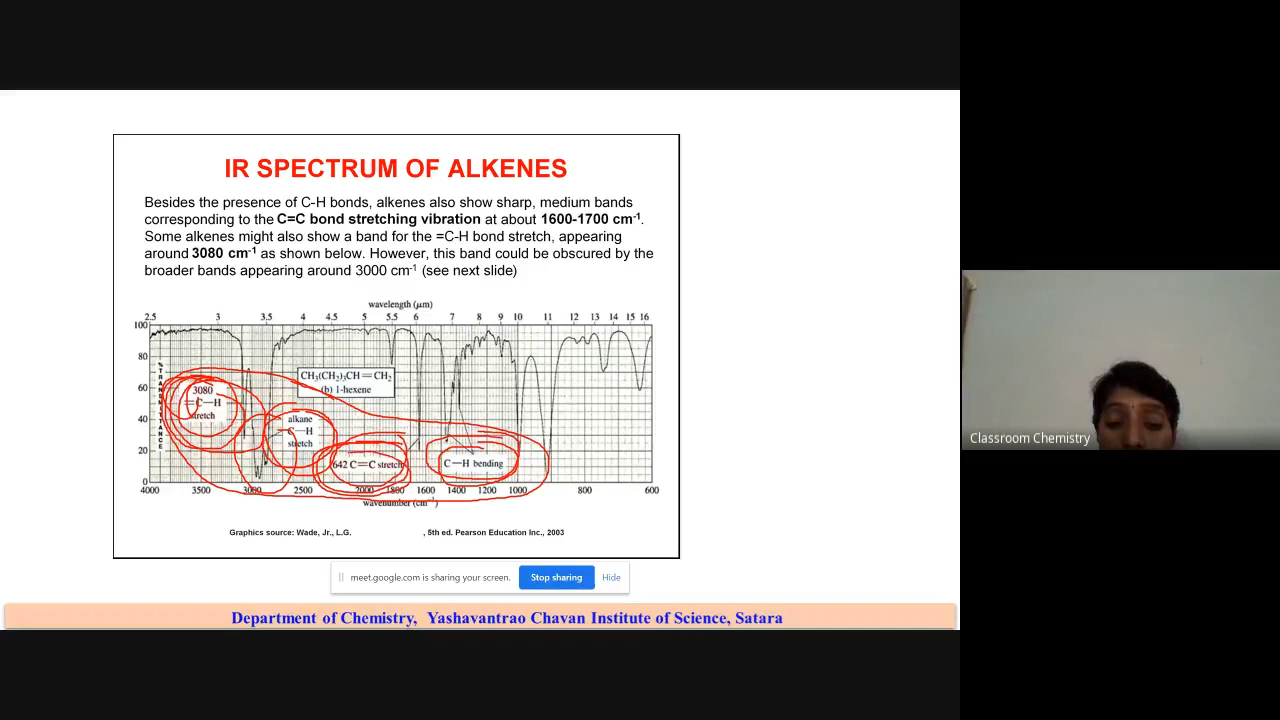 IR SPECTRUM OF ALKENES
Besides the presence of C-H bonds, alkenes also show sharp, medium bands
corresponding to the C=C bond stretching vibration at about 1600-1700 cm-1.
Some alkenes might also show a band for the =C-H bond stretch, appearing
around 3080 cm-1 as shown below. However, this band could be obscured by the
broader bands appearing around 3000 cm-1 (see next slide)
wavelength (μm)
2.5 3 3.5 4 4.5 5 5.5 6 7 8 9 10 11 12 13 14 15 16
100
80
60
40
20
0
%TRANSMITTANCE
CH3(CH2)3CH=CH2
(b) 1-hexene
3080
=C—H
stretch
alkane
C—H
stretch
642 C=C stretch
C—H bending
4000 3500 3000 2500 2000 1800 1600 1400 1200 1000 800 600
wavenumber (cm-1)
Graphics source: Wade, Jr., L.G. , 5th ed. Pearson Education Inc., 2003
meet.google.com is sharing your screen.
Stop sharing
Hide
Department of Chemistry, Yashavantrao Chavan Institute of Science, Satara
Classroom Chemistry